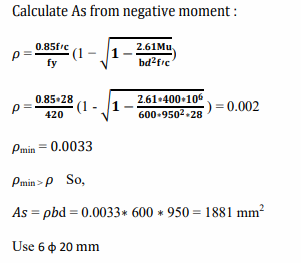 Calculate As from negative moment :
ρ = 0.85f′c / fy (1 − √(1 − 2.61Mu / bd²f′c))
ρ = 0.85*28 / 420 (1 - √(1 − 2.61*400*10⁶ / 600*950²*28) ) = 0.002
ρmin = 0.0033
ρmin > ρ So,
As = ρbd = 0.0033* 600 * 950 = 1881 mm²
Use 6 ϕ 20 mm